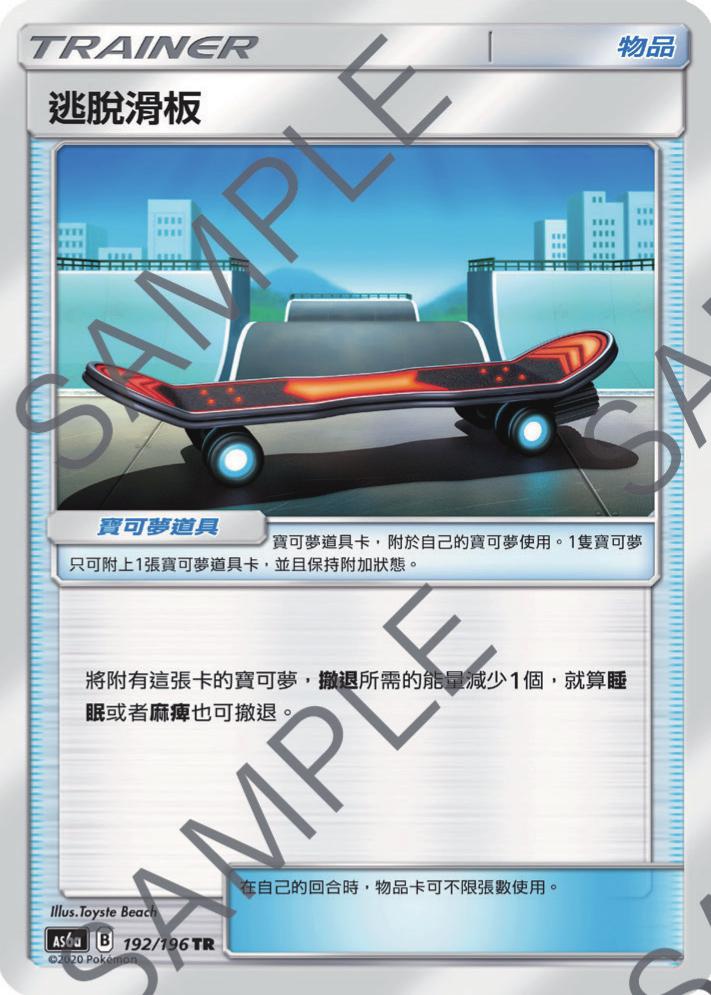 TRAINER
物品
逃脫滑板
寶可夢道具
寶可夢道具卡，附於自己的寶可夢使用。1隻寶可夢
只可附上1張寶可夢道具卡，並且保持附加狀態。
將附有這張卡的寶可夢，撤退所需的能量減少1個，就算睡
眠或者麻痺也可撤退。
在自己的回合時，物品卡可不限張數使用。
Illus.Toyste Beach
AS6a B 192/196 TR
©2020 Pokémon
SAMPLE
SAMPLE
SA